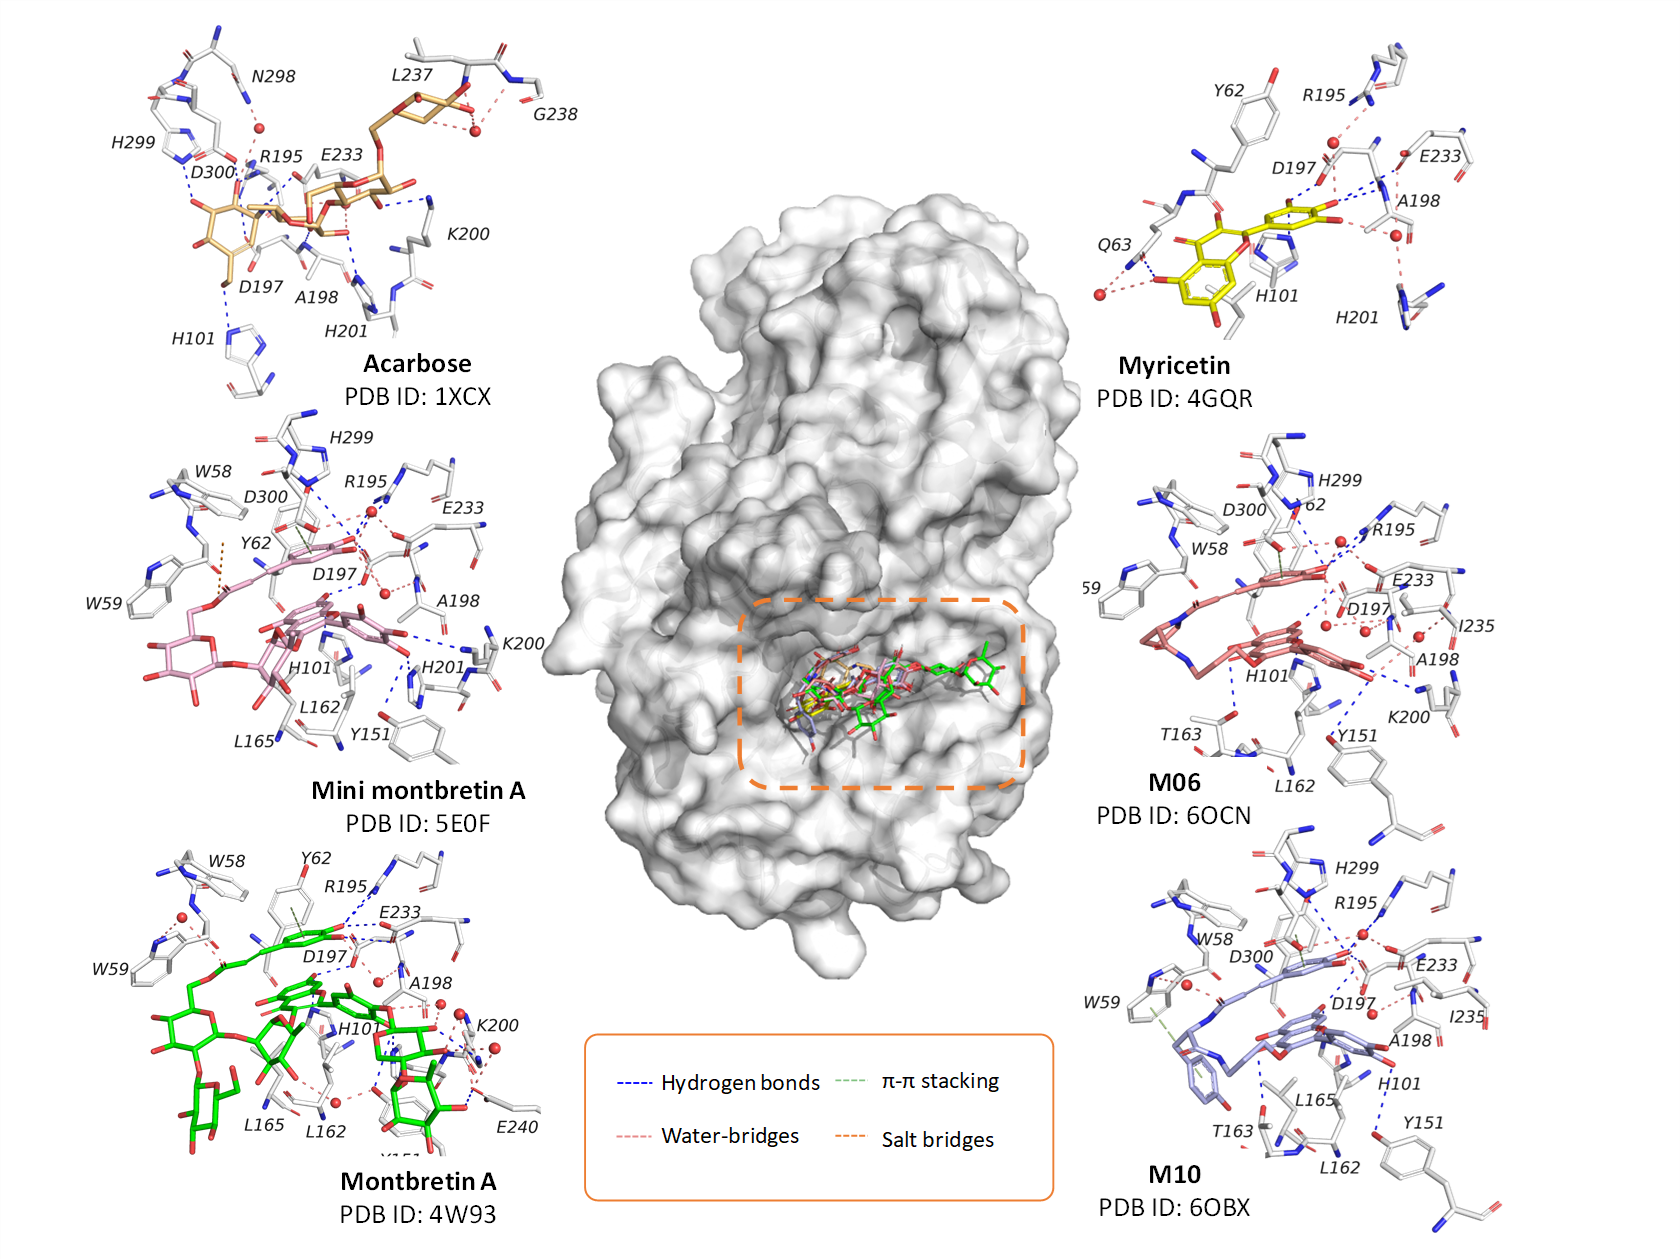 N298
L237
G238
H299
D300
R195
E233
K200
D197
A198
H201
H101
Acarbose
PDB ID: 1XCX
Y62
R195
D197
E233
A198
Q63
H101
H201
Myricetin
PDB ID: 4GQR
H299
W58
D300
R195
E233
Y62
D197
W59
A198
K200
H101
H201
L162
L165
Y151
Mini montbretin A
PDB ID: 5E0F
H299
D300
62
R195
W58
E233
59
D197
I235
A198
H101
K200
T163
Y151
L162
M06
PDB ID: 6OCN
W58
Y62
R195
E233
W59
D197
A198
H101
K200
L165
L162
E240
Montbretin A
PDB ID: 4W93
H299
R195
W58
D300
E233
W59
D197
I235
A198
H101
L165
T163
Y151
L162
M10
PDB ID: 6OBX
Hydrogen bonds
π-π stacking
Water-bridges
Salt bridges